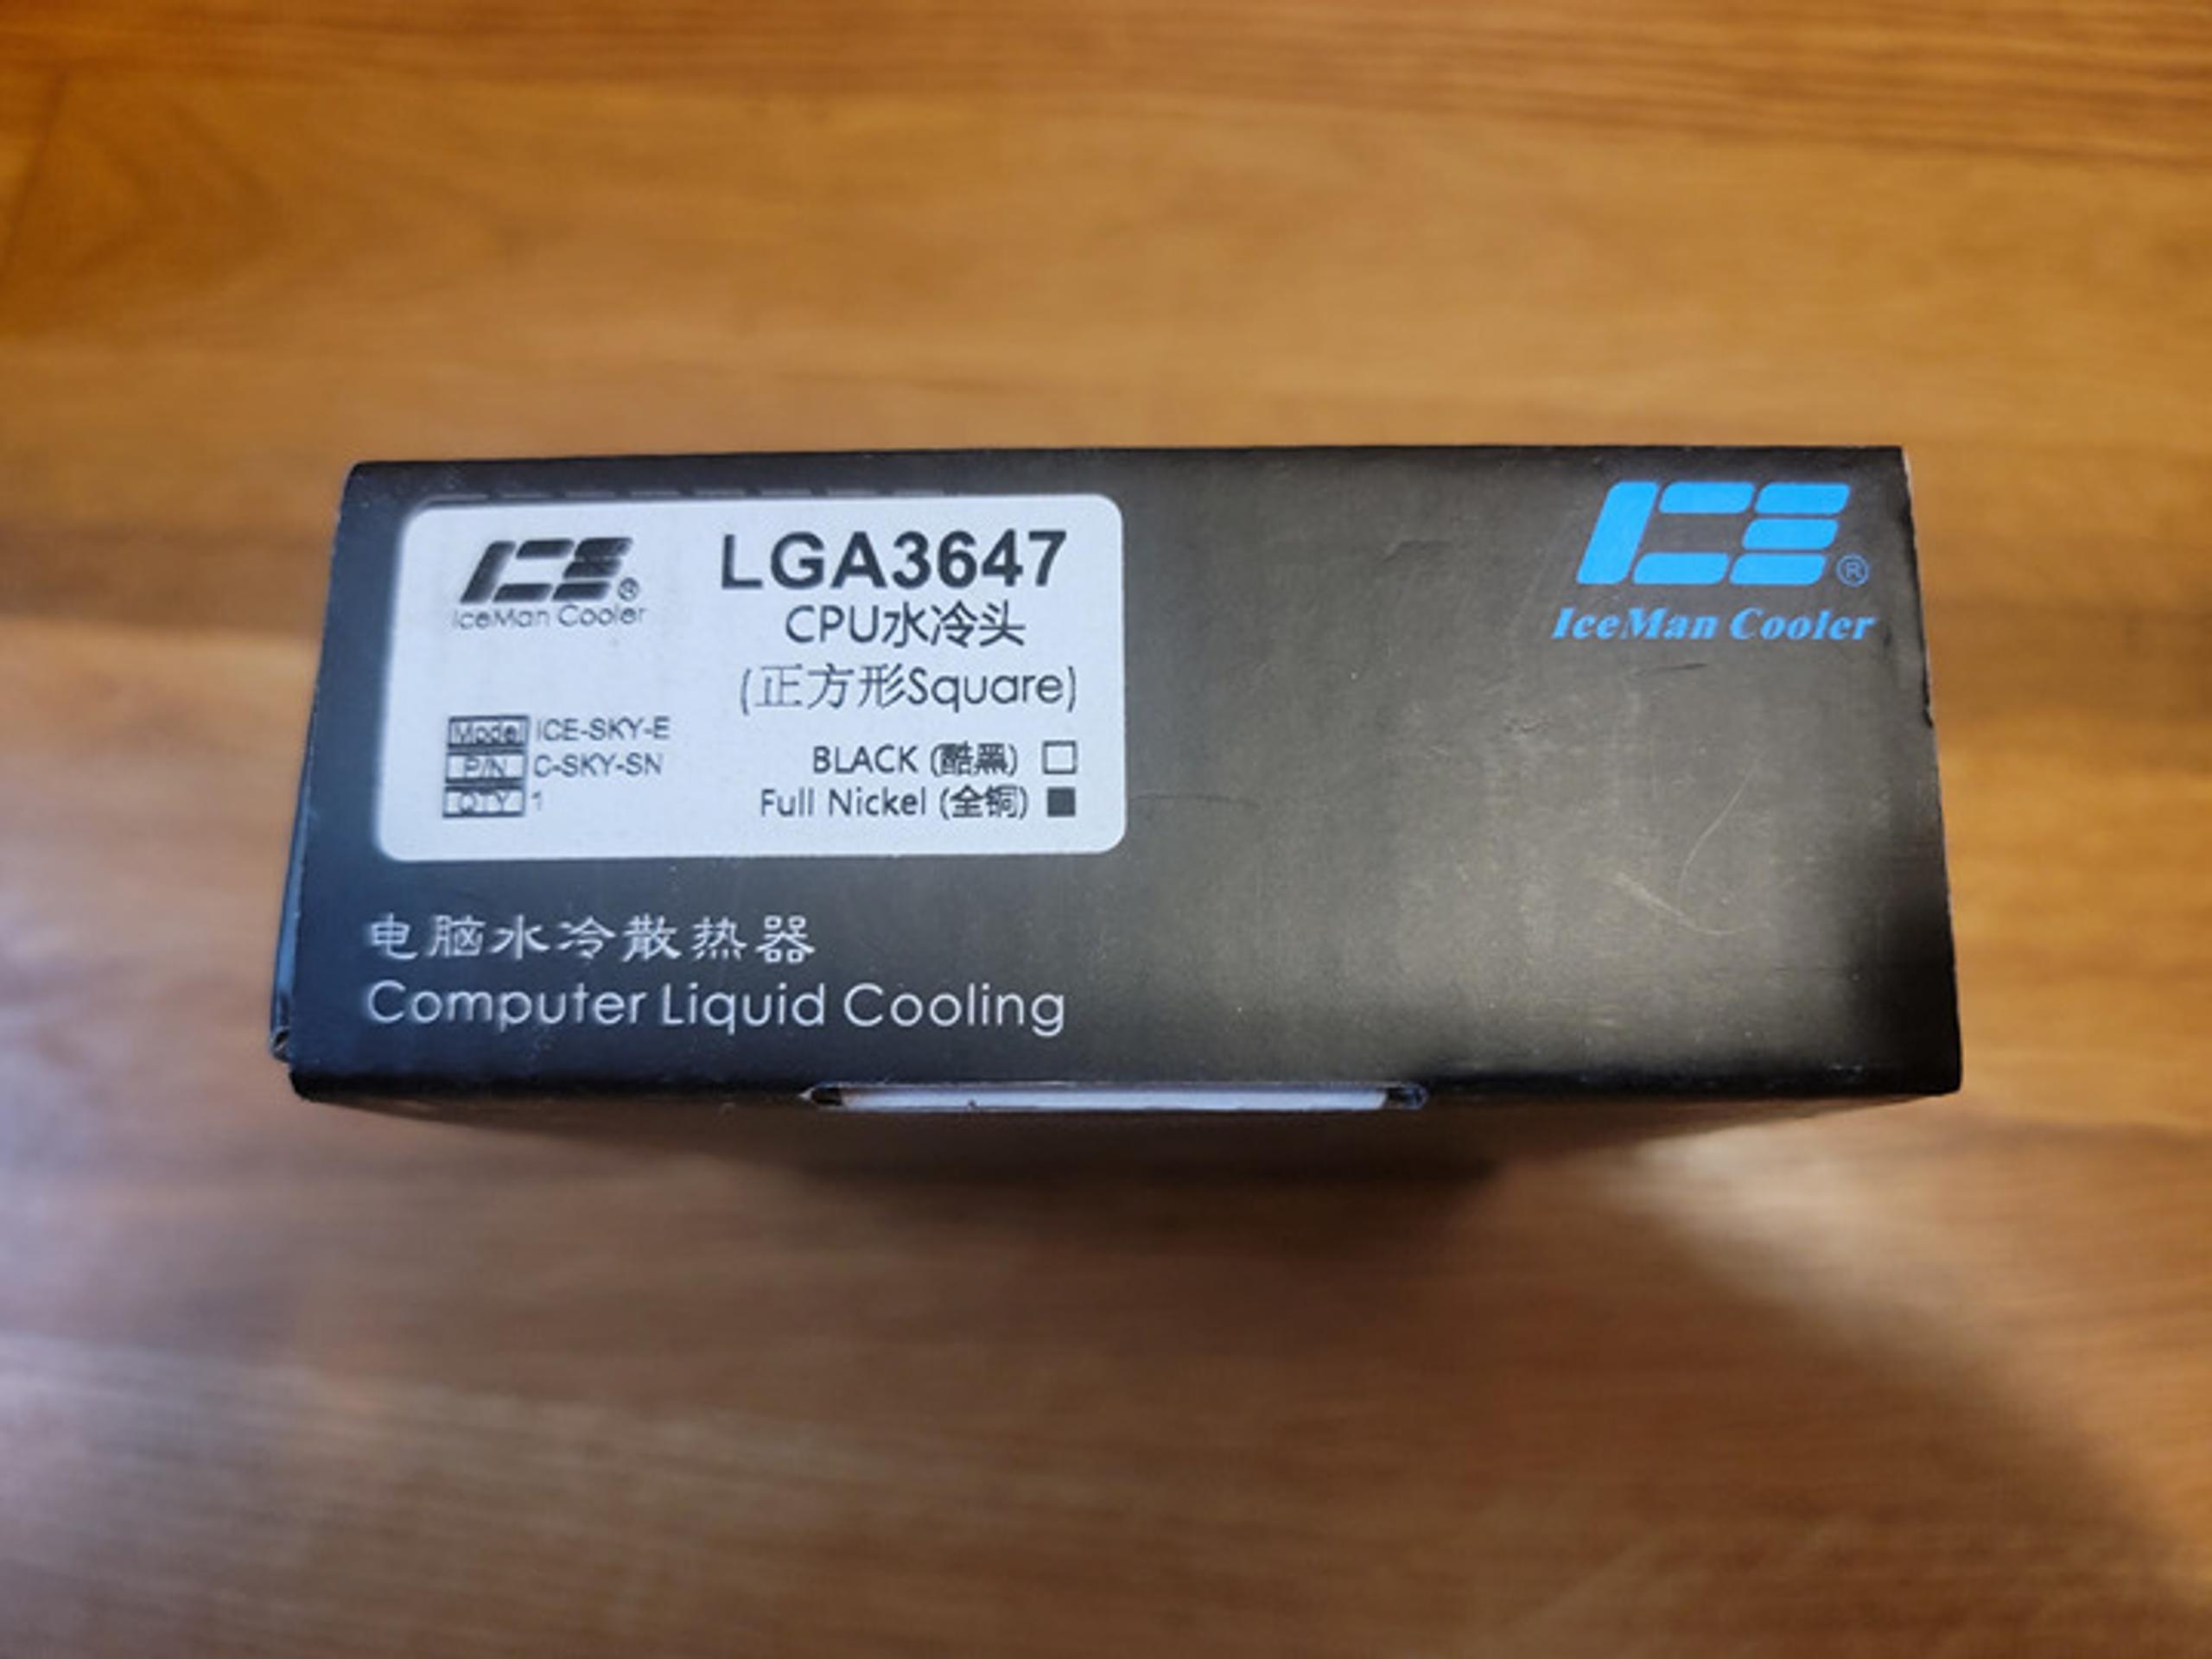 ICE®
IceMan Cooler
LGA3647
CPU水冷头
(正方形Square)
Model ICE-SKY-E
P/N C-SKY-SN
QTY 1
BLACK (酷黑) □
Full Nickel (全铜) ■
ICE®
IceMan Cooler
电脑水冷散热器
Computer Liquid Cooling